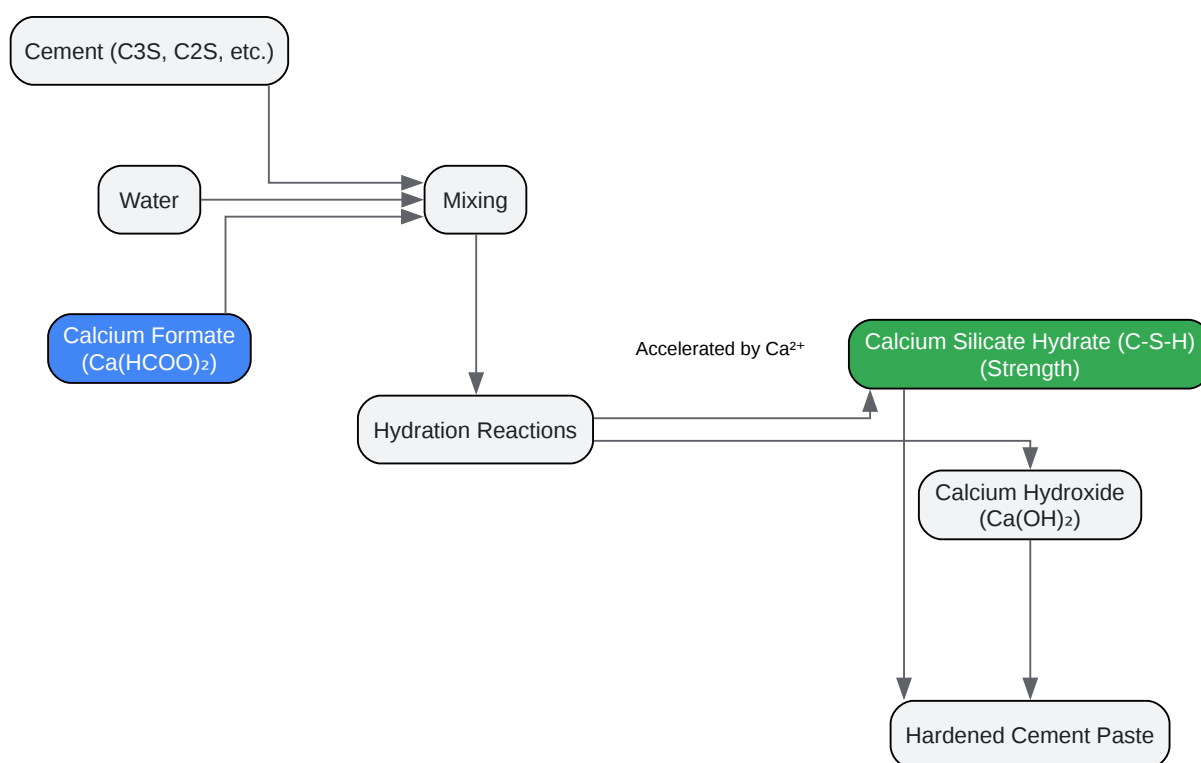 Cement (C3S, C2S, etc.)
Water
Mixing
Calcium Formate
(Ca(HCOO)₂)
Accelerated by Ca²⁺
Calcium Silicate Hydrate (C-S-H)
(Strength)
Hydration Reactions
Calcium Hydroxide
(Ca(OH)₂)
Hardened Cement Paste